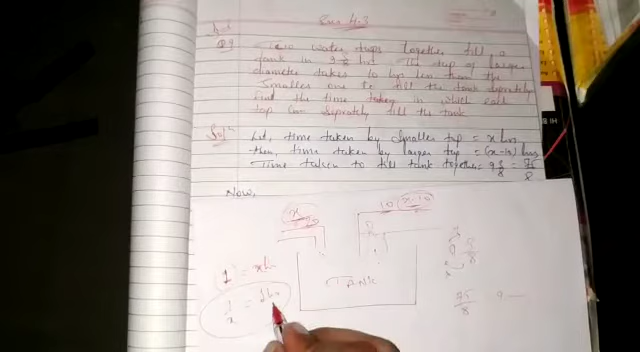 Exe 4.3
Q9 Two water taps together fill a
tank in 9 3/8 hrs. The tap of larger
diameter takes 10 hrs less than the
smaller one to fill the tank separately
find the time taken in which each
tap can seprately fill the tank
Let, time taken by smaller tap = x hrs
then, time taken by larger tap = (x-10) hrs
Time taken to fill tank together = 9 3/8 = 75/8
Now,
10 x-10
1 = x
TANK
1/x =
75/8